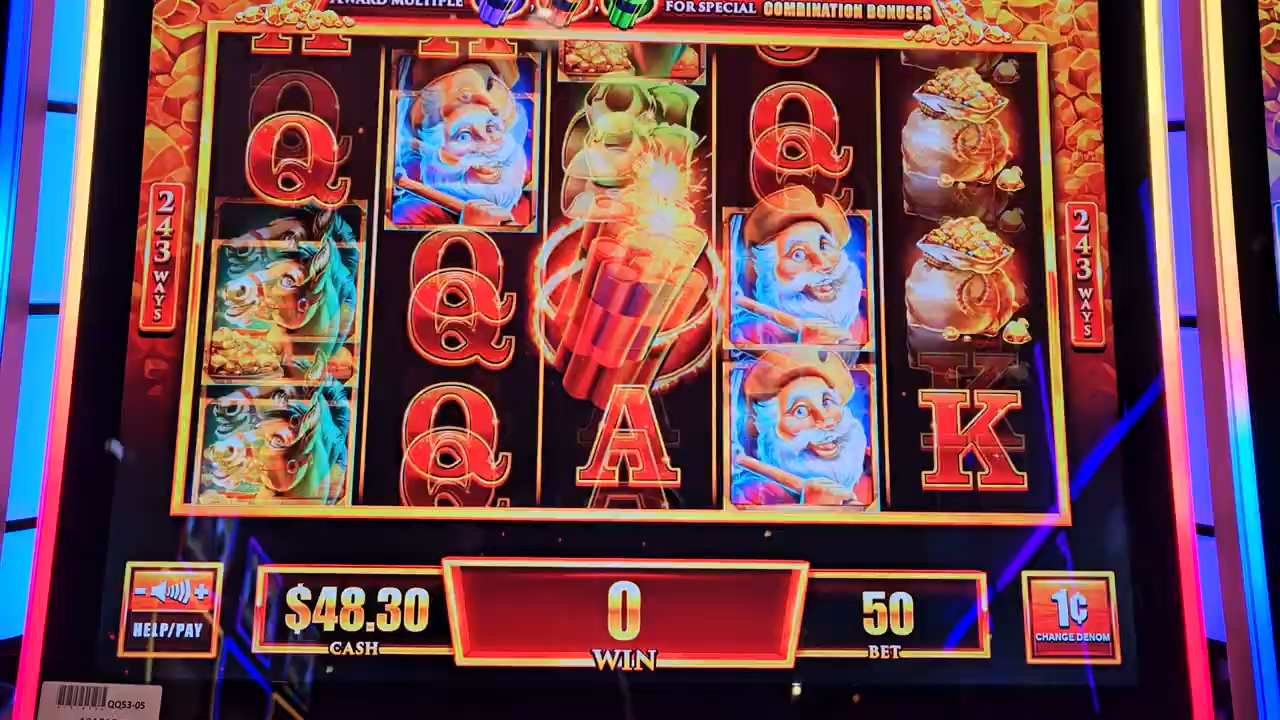 AWARD MULTIPLE FOR SPECIAL COMBINATION BONUSES
Q Q
243 WAYS
243 WAYS
Q
Q A K
- +
HELP/PAY
$48.30
CASH
0
WIN
50
BET
1¢
CHANGE DENOM
QQ53-05